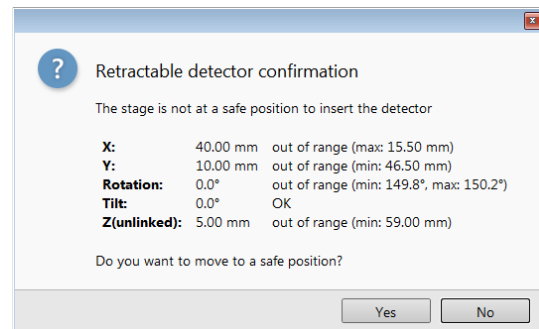 Retractable detector confirmation
The stage is not at a safe position to insert the detector
X: 40.00 mm out of range (max: 15.50 mm)
Y: 10.00 mm out of range (min: 46.50 mm)
Rotation: 0.0° out of range (min: 149.8°, max: 150.2°)
Tilt: 0.0° OK
Z(unlinked): 5.00 mm out of range (min: 59.00 mm)
Do you want to move to a safe position?
Yes No